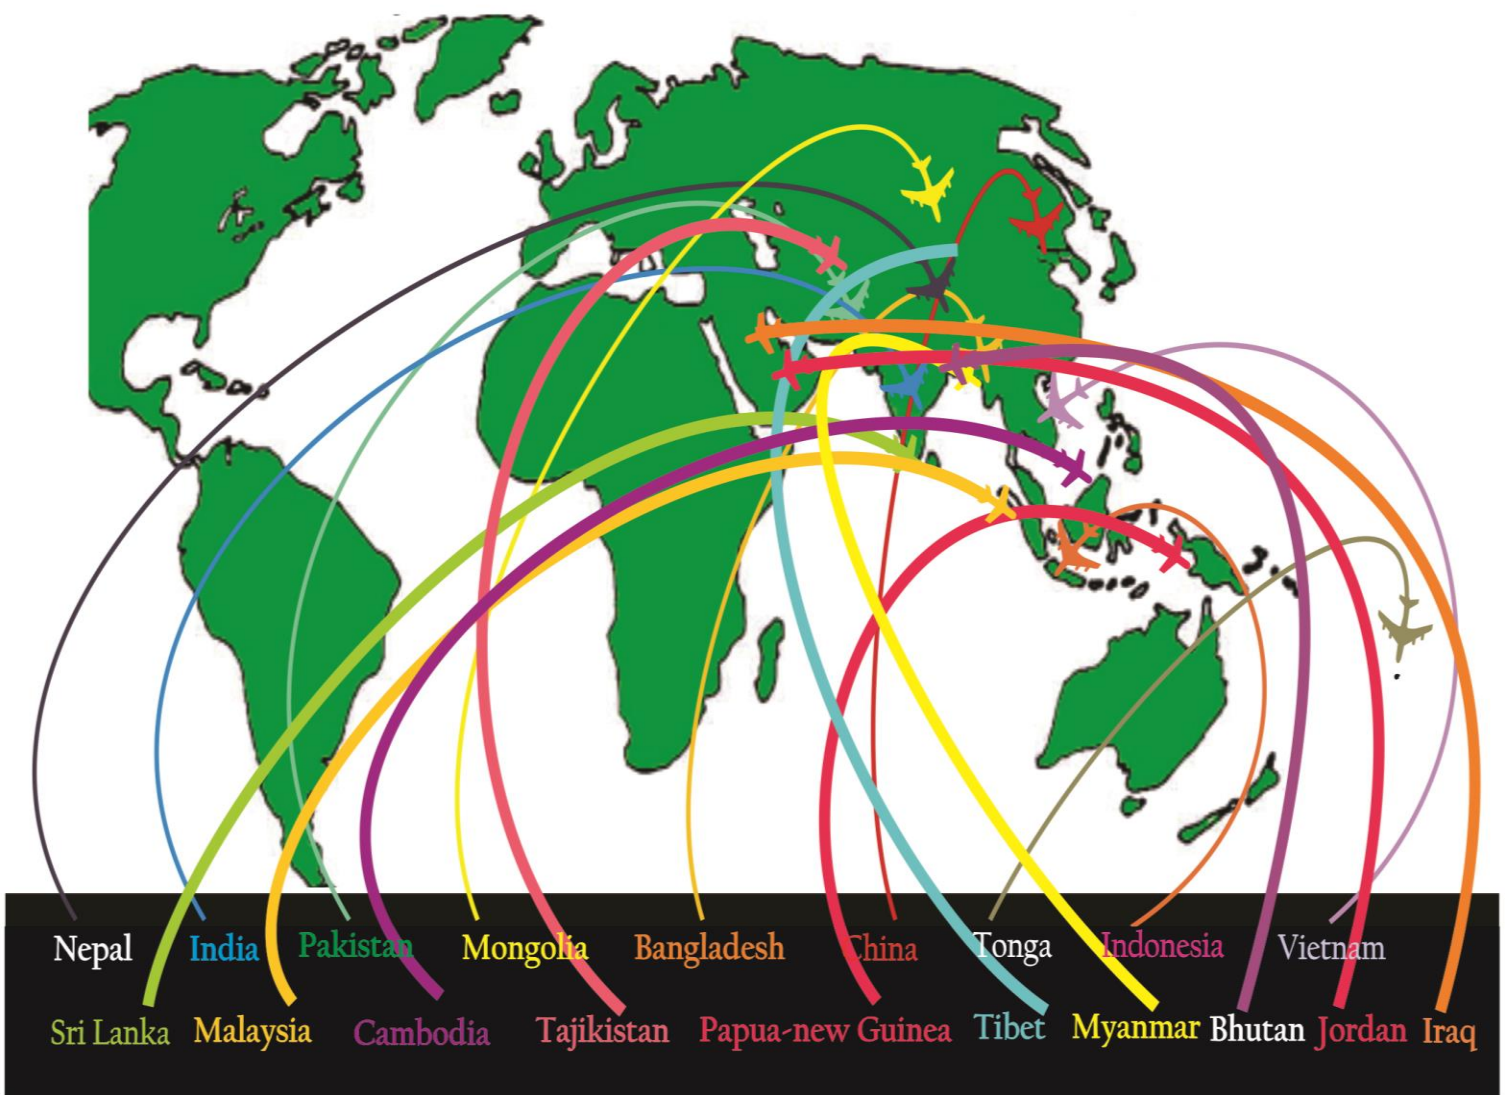 Nepal India Pakistan Mongolia Bangladesh China Tonga Indonesia Vietnam
Sri Lanka Malaysia Cambodia Tajikistan Papua-new Guinea Tibet Myanmar Bhutan Jordan Iraq